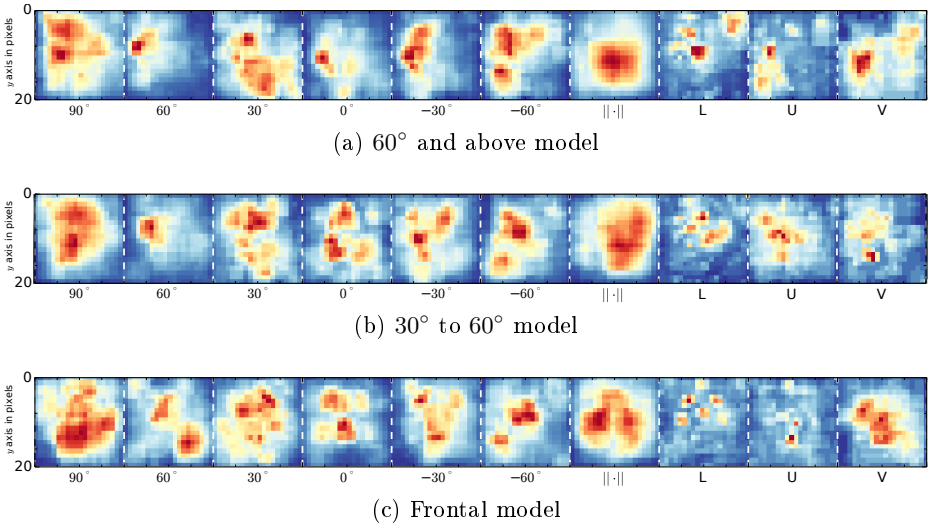 0
y axis in pixels
20
90° 60° 30° 0° −30° −60° ||·|| L U V
(a) 60° and above model
0
y axis in pixels
20
90° 60° 30° 0° −30° −60° ||·|| L U V
(b) 30° to 60° model
0
y axis in pixels
20
90° 60° 30° 0° −30° −60° ||·|| L U V
(c) Frontal model